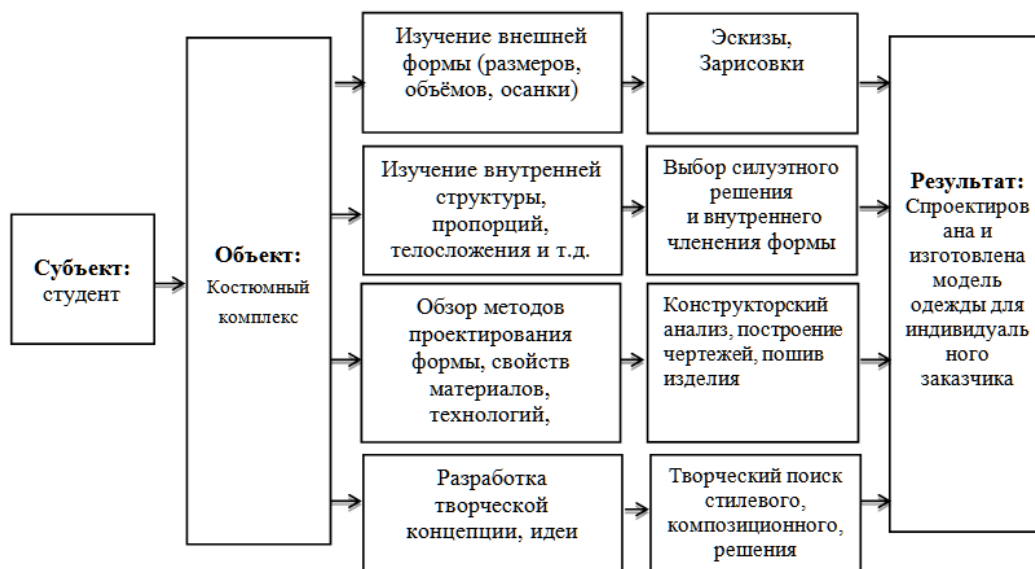 Субъект:
студент
Объект:
Костюмный
комплекс
Изучение внешней
формы (размеров,
объёмов, осанки)
Эскизы,
Зарисовки
Изучение внутренней
структуры,
пропорций,
телосложения и т.д.
Выбор силуэтного
решения
и внутреннего
членения формы
Обзор методов
проектирования
формы, свойств
материалов,
технологий,
Конструкторский
анализ, построение
чертежей, пошив
изделия
Разработка
творческой
концепции, идеи
Творческий поиск
стилевого,
композиционного,
решения
Результат:
Спроектиров
ана и
изготовлена
модель
одежды для
индивидуаль
ного
заказчика